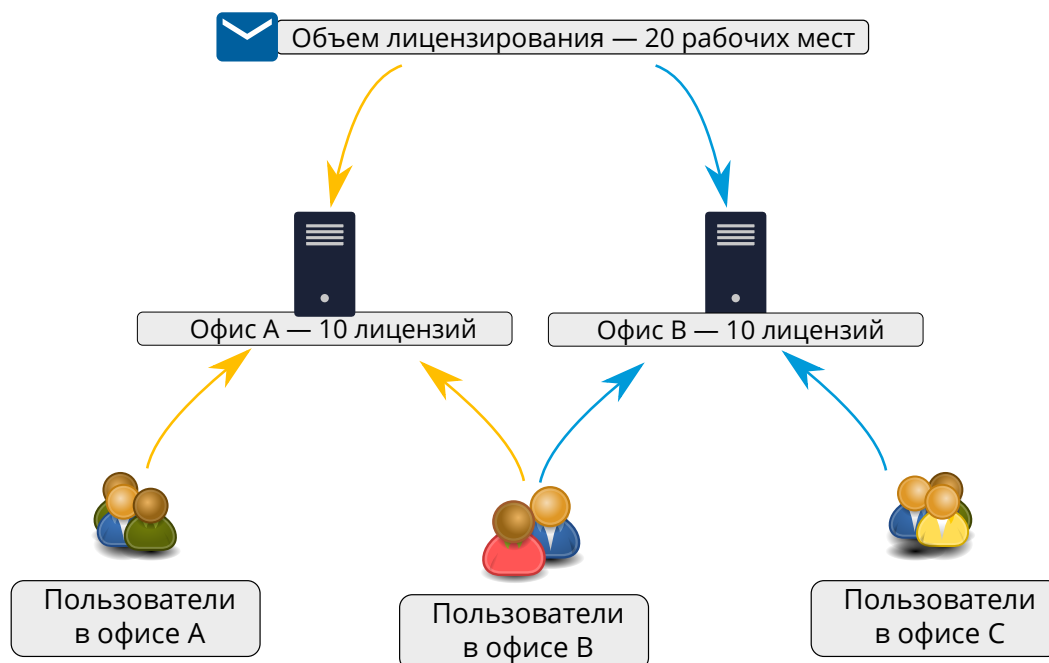 Объем лицензирования — 20 рабочих мест
Офис A — 10 лицензий
Офис B — 10 лицензий
Пользователи
в офисе A
Пользователи
в офисе B
Пользователи
в офисе C